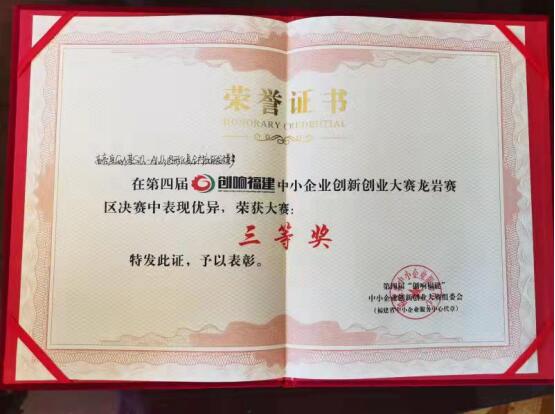 荣誉证书
HONORARY CREDENTIAL
在第四届 创响福建 中小企业创新创业大赛龙岩赛
区决赛中表现优异，荣获大赛：
三等奖
特发此证，予以表彰。
第四届“创响福建”
中小企业创新创业大赛组委会
（福建省中小企业服务中心代章）